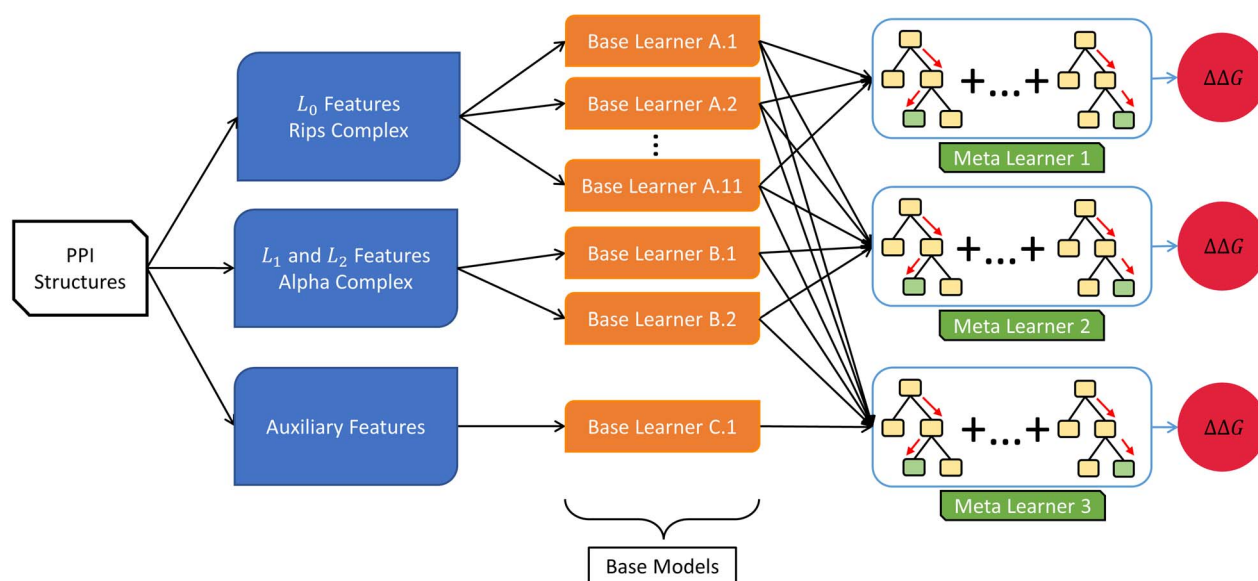 PPI
Structures
L₀ Features
Rips Complex
L₁ and L₂ Features
Alpha Complex
Auxiliary Features
Base Learner A.1
Base Learner A.2
⋮
Base Learner A.11
Base Learner B.1
Base Learner B.2
Base Learner C.1
Base Models
+...+
Meta Learner 1
+...+
Meta Learner 2
+...+
Meta Learner 3
ΔΔG
ΔΔG
ΔΔG